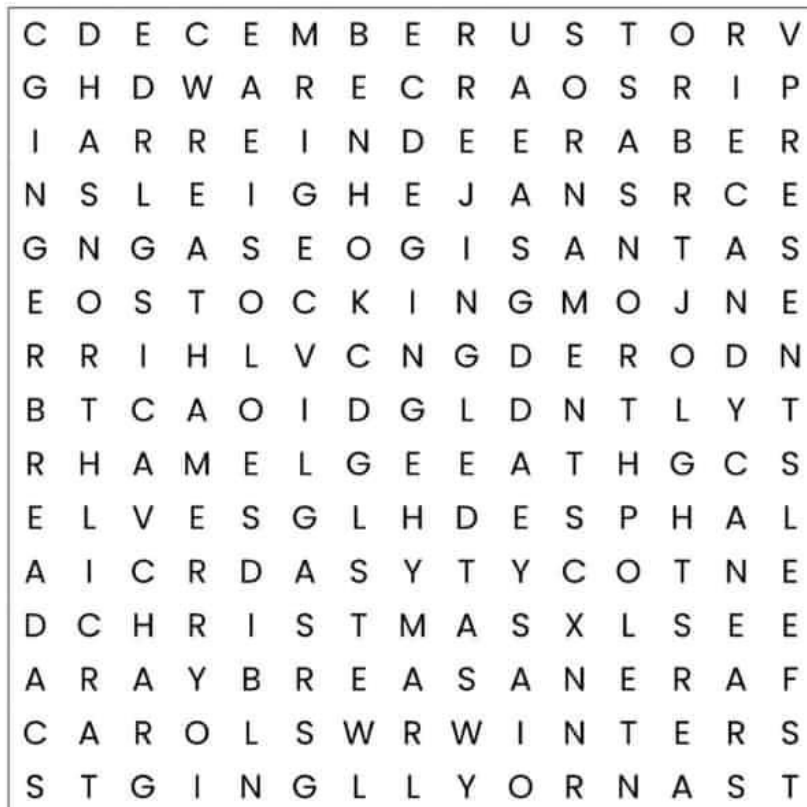 C D E C E M B E R U S T O R V
G H D W A R E C R A O S R I P
I A R R E I N D E E R A B E R
N S L E I G H E J A N S R C E
G N G A S E O G I S A N T A S
E O S T O C K I N G M O J N E
R R I H L V C N G D E R O D N
B T C A O I D G L D N T L Y T
R H A M E L G E E A T H G C S
E L V E S G L H D E S P H A L
A I C R D A S Y T Y C O T N E
D C H R I S T M A S X L S E E
A R A Y B R E A S A N E R A F
C A R O L S W R W I N T E R S
S T G I N G L L Y O R N A S T